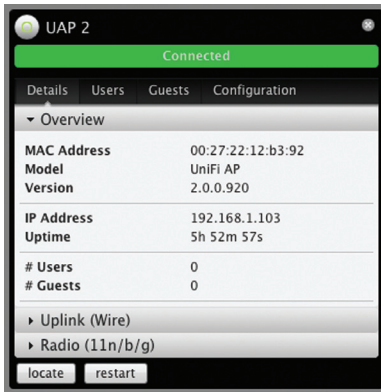 UAP 2
Connected
Details Users Guests Configuration
Overview
MAC Address 00:27:22:12:b3:92
Model UniFi AP
Version 2.0.0.920
IP Address 192.168.1.103
Uptime 5h 52m 57s
# Users 0
# Guests 0
Uplink (Wire)
Radio (11n/b/g)
locate restart